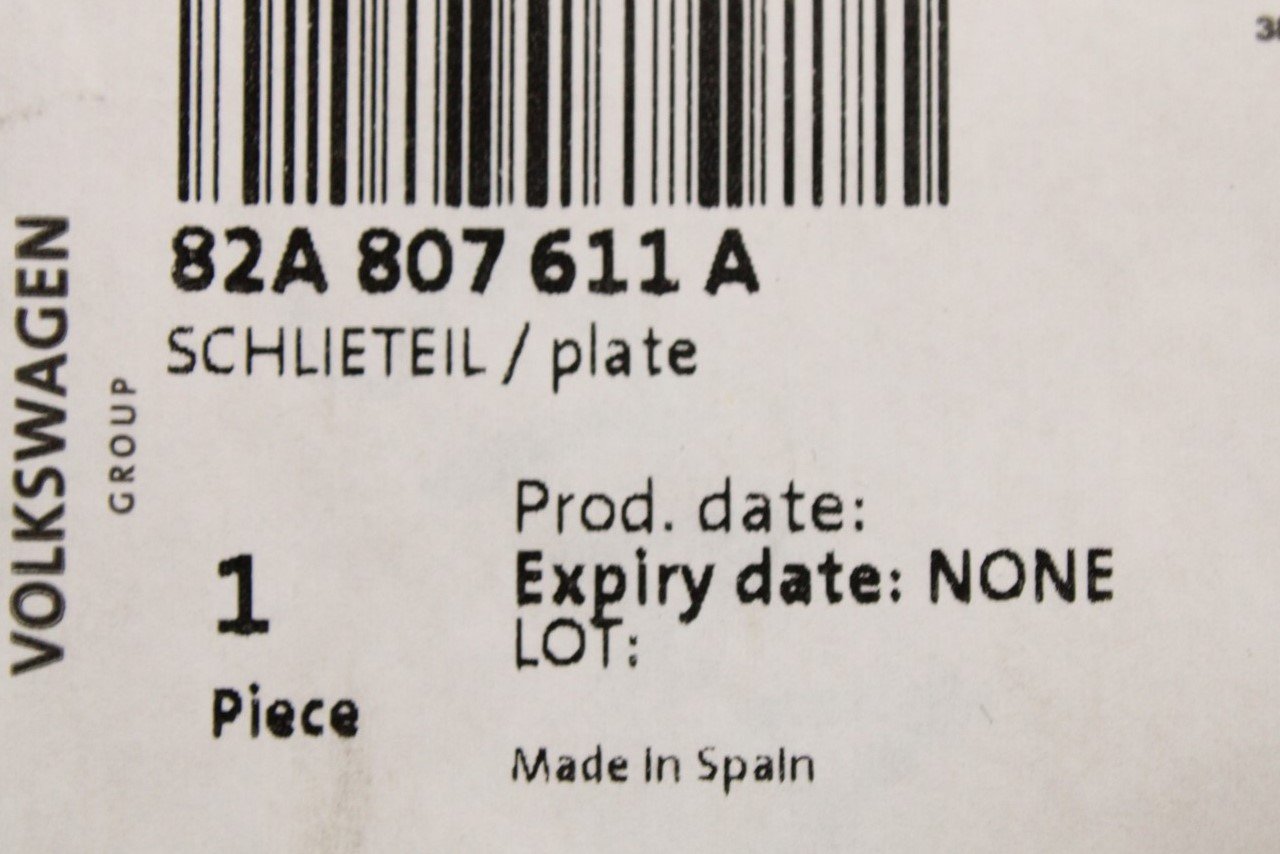 82A 807 611 A
SCHLIETEIL / plate
VOLKSWAGEN
GROUP
Prod. date:
Expiry date: NONE
LOT:
1
Piece
Made In Spain